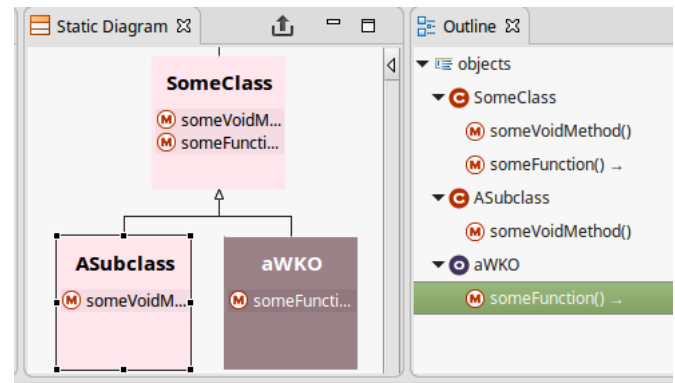 Static Diagram
SomeClass
M someVoidM...
M someFuncti...
ASubclass
M someVoidM...
aWKO
M someFuncti...
Outline
objects
C SomeClass
M someVoidMethod()
M someFunction() →
C ASubclass
M someVoidMethod()
O aWKO
M someFunction() →